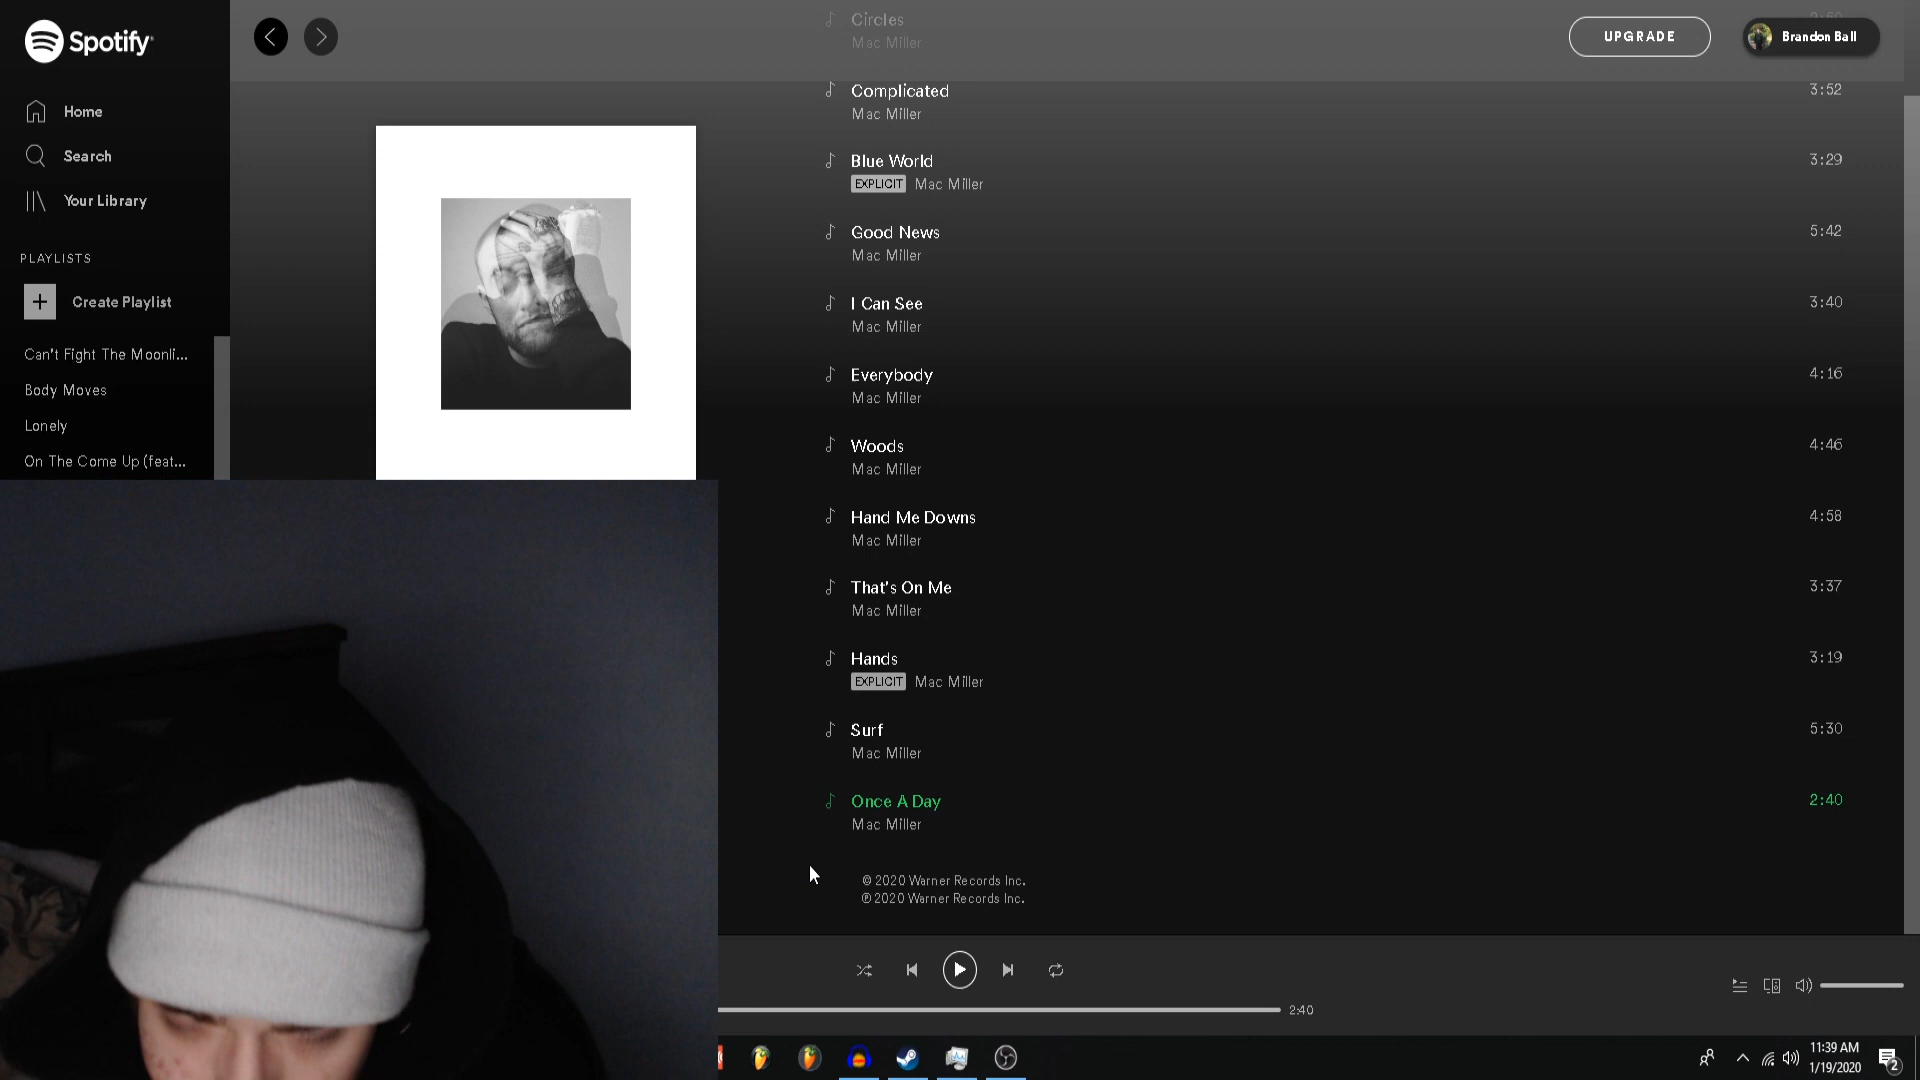 Spotify
Home
Search
Your Library
PLAYLISTS
Create Playlist
Can't Fight The Moonli...
Body Moves
Lonely
On The Come Up (feat...
UPGRADE
Brandon Ball
Circles
Mac Miller
Complicated 3:52
Mac Miller
Blue World 3:29
EXPLICIT Mac Miller
Good News 5:42
Mac Miller
I Can See 3:40
Mac Miller
Everybody 4:16
Mac Miller
Woods 4:46
Mac Miller
Hand Me Downs 4:58
Mac Miller
That's On Me 3:37
Mac Miller
Hands 3:19
EXPLICIT Mac Miller
Surf 5:30
Mac Miller
Once A Day 2:40
Mac Miller
© 2020 Warner Records Inc.
℗ 2020 Warner Records Inc.
2:40
11:39 AM
1/19/2020
2